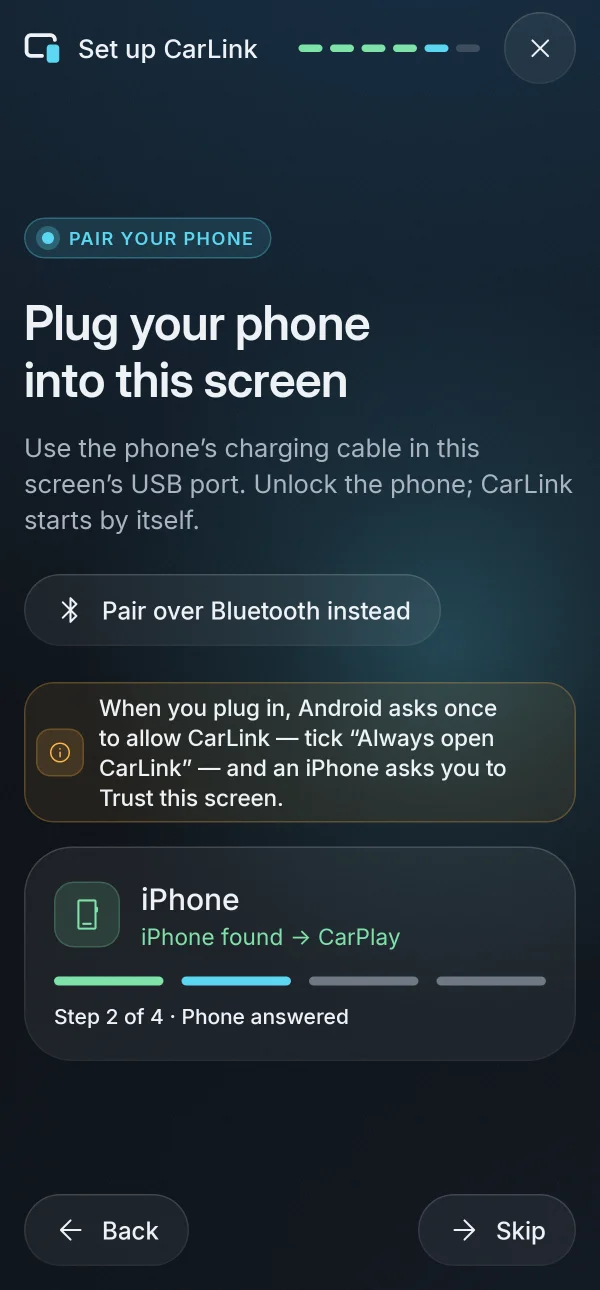 Set up CarLink
PAIR YOUR PHONE
Plug your phone
into this screen
Use the phone’s charging cable in this
screen’s USB port. Unlock the phone; CarLink
starts by itself.
Pair over Bluetooth instead
When you plug in, Android asks once
to allow CarLink — tick “Always open
CarLink” — and an iPhone asks you to
Trust this screen.
iPhone
iPhone found → CarPlay
Step 2 of 4 · Phone answered
Back
Skip